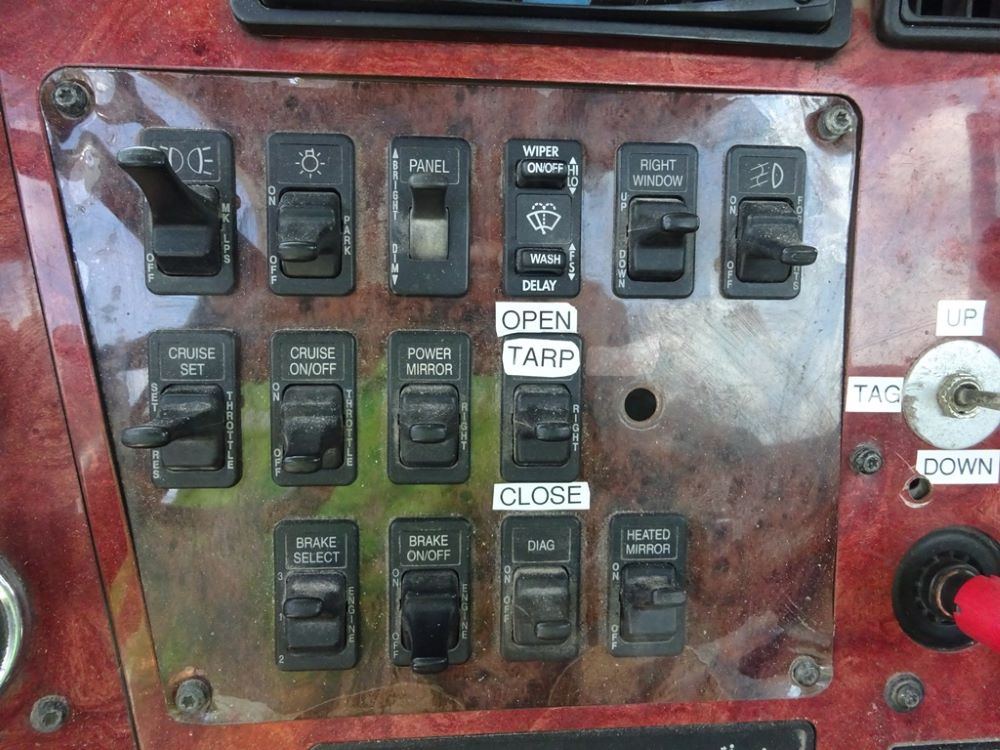 MK LPS
OFF
ON
PARK
OFF
PANEL
BRIGHT
DIM
WIPER
ON/OFF
HI
LO
WASH
F S
DELAY
RIGHT
WINDOW
UP
DOWN
ON
OFF
UP
TAG
DOWN
CRUISE
SET
SET
RES
THROTTLE
CRUISE
ON/OFF
ON
OFF
THROTTLE
POWER
MIRROR
RIGHT
OPEN
TARP
RIGHT
CLOSE
BRAKE
SELECT
3
1
2
ENGINE
BRAKE
ON/OFF
ON
OFF
ENGINE
DIAG
ON
OFF
HEATED
MIRROR
ON
OFF